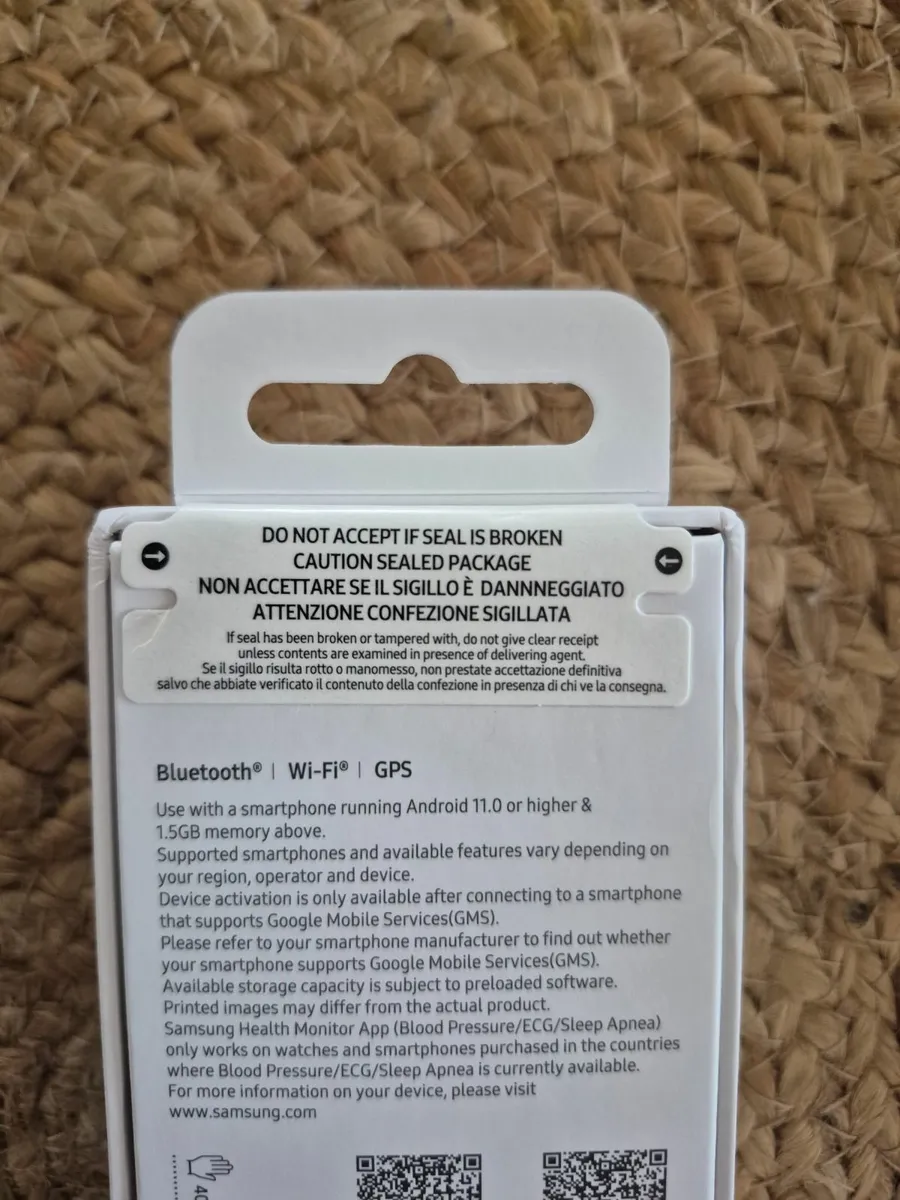 DO NOT ACCEPT IF SEAL IS BROKEN
CAUTION SEALED PACKAGE
NON ACCETTARE SE IL SIGILLO È DANNNEGGIATO
ATTENZIONE CONFEZIONE SIGILLATA
If seal has been broken or tampered with, do not give clear receipt
unless contents are examined in presence of delivering agent.
Se il sigillo risulta rotto o manomesso, non prestate accettazione definitiva
salvo che abbiate verificato il contenuto della confezione in presenza di chi ve la consegna.
Bluetooth® | Wi-Fi® | GPS
Use with a smartphone running Android 11.0 or higher &
1.5GB memory above.
Supported smartphones and available features vary depending on
your region, operator and device.
Device activation is only available after connecting to a smartphone
that supports Google Mobile Services(GMS).
Please refer to your smartphone manufacturer to find out whether
your smartphone supports Google Mobile Services(GMS).
Available storage capacity is subject to preloaded software.
Printed images may differ from the actual product.
Samsung Health Monitor App (Blood Pressure/ECG/Sleep Apnea)
only works on watches and smartphones purchased in the countries
where Blood Pressure/ECG/Sleep Apnea is currently available.
For more information on your device, please visit
www.samsung.com